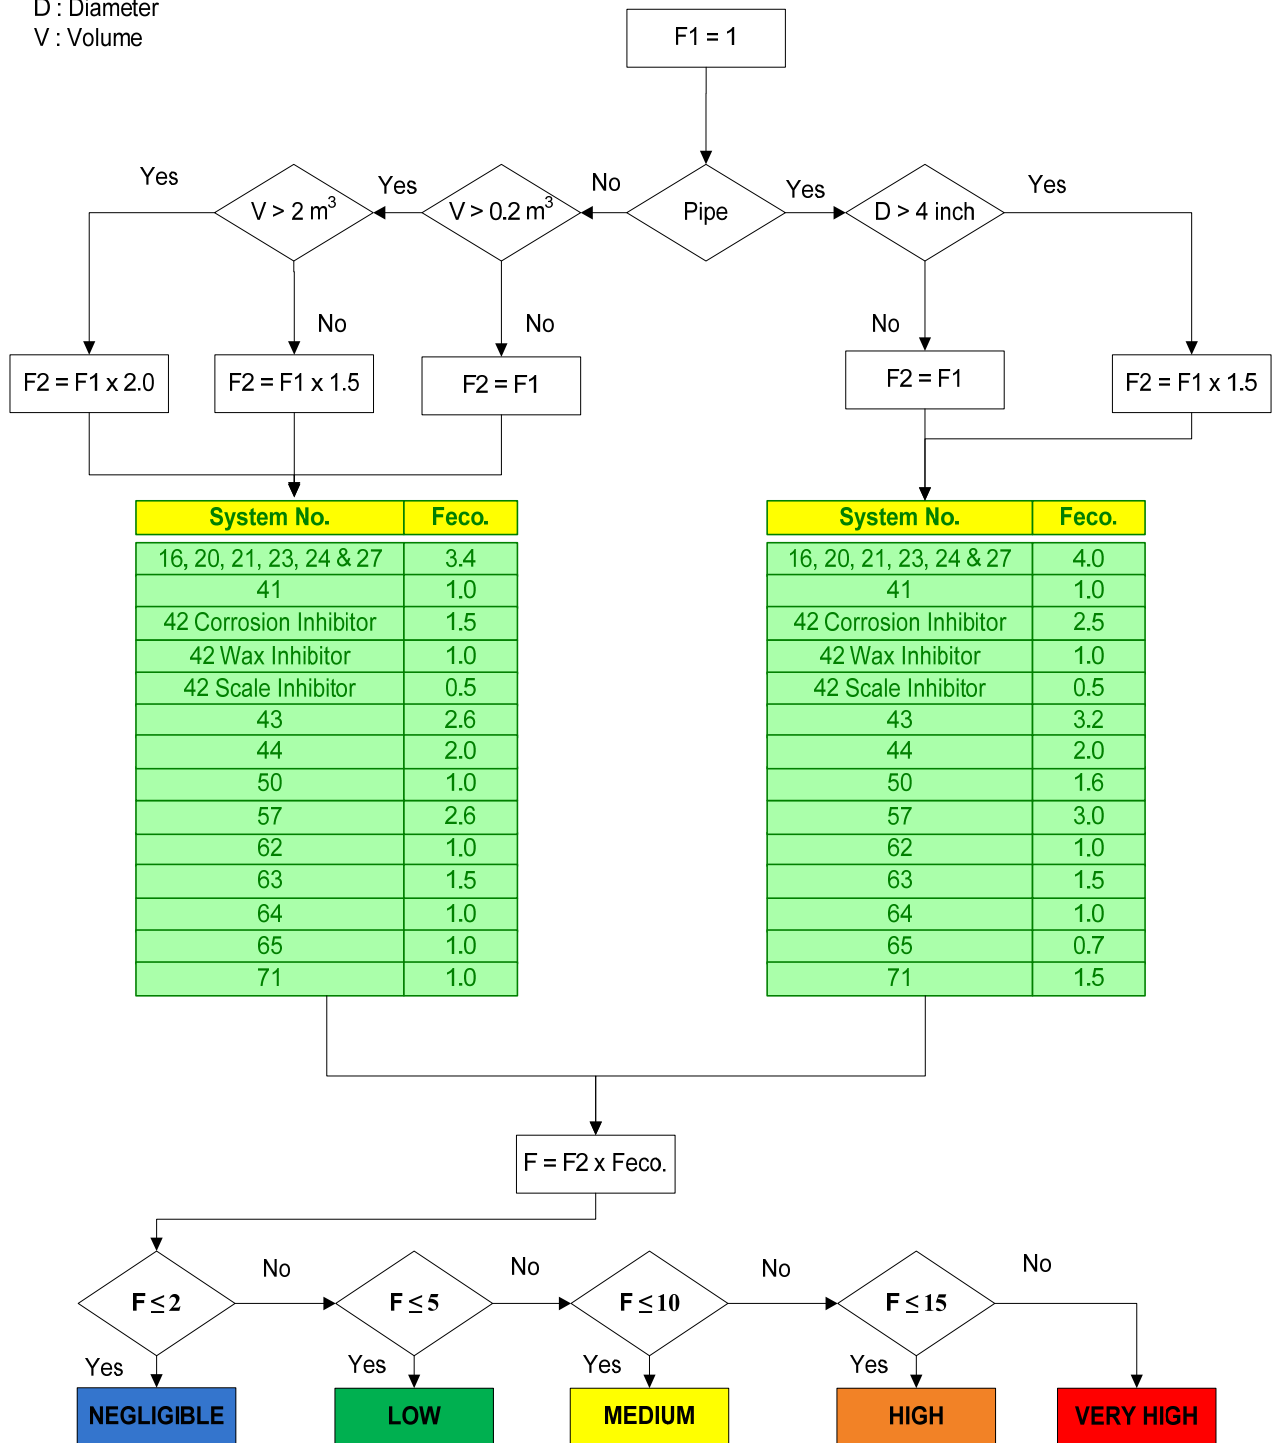 D : Diameter
V : Volume
F1 = 1
Yes
V > 2 m³
Yes
V > 0.2 m³
No
Pipe
Yes
D > 4 inch
Yes
No
No
No
F2 = F1 x 2.0
F2 = F1 x 1.5
F2 = F1
F2 = F1
F2 = F1 x 1.5
System No. Feco.
16, 20, 21, 23, 24 & 27 3.4
41 1.0
42 Corrosion Inhibitor 1.5
42 Wax Inhibitor 1.0
42 Scale Inhibitor 0.5
43 2.6
44 2.0
50 1.0
57 2.6
62 1.0
63 1.5
64 1.0
65 1.0
71 1.0
System No. Feco.
16, 20, 21, 23, 24 & 27 4.0
41 1.0
42 Corrosion Inhibitor 2.5
42 Wax Inhibitor 1.0
42 Scale Inhibitor 0.5
43 3.2
44 2.0
50 1.6
57 3.0
62 1.0
63 1.5
64 1.0
65 0.7
71 1.5
F = F2 x Feco.
F ≤ 2
No
F ≤ 5
No
F ≤ 10
No
F ≤ 15
No
Yes
Yes
Yes
Yes
NEGLIGIBLE
LOW
MEDIUM
HIGH
VERY HIGH